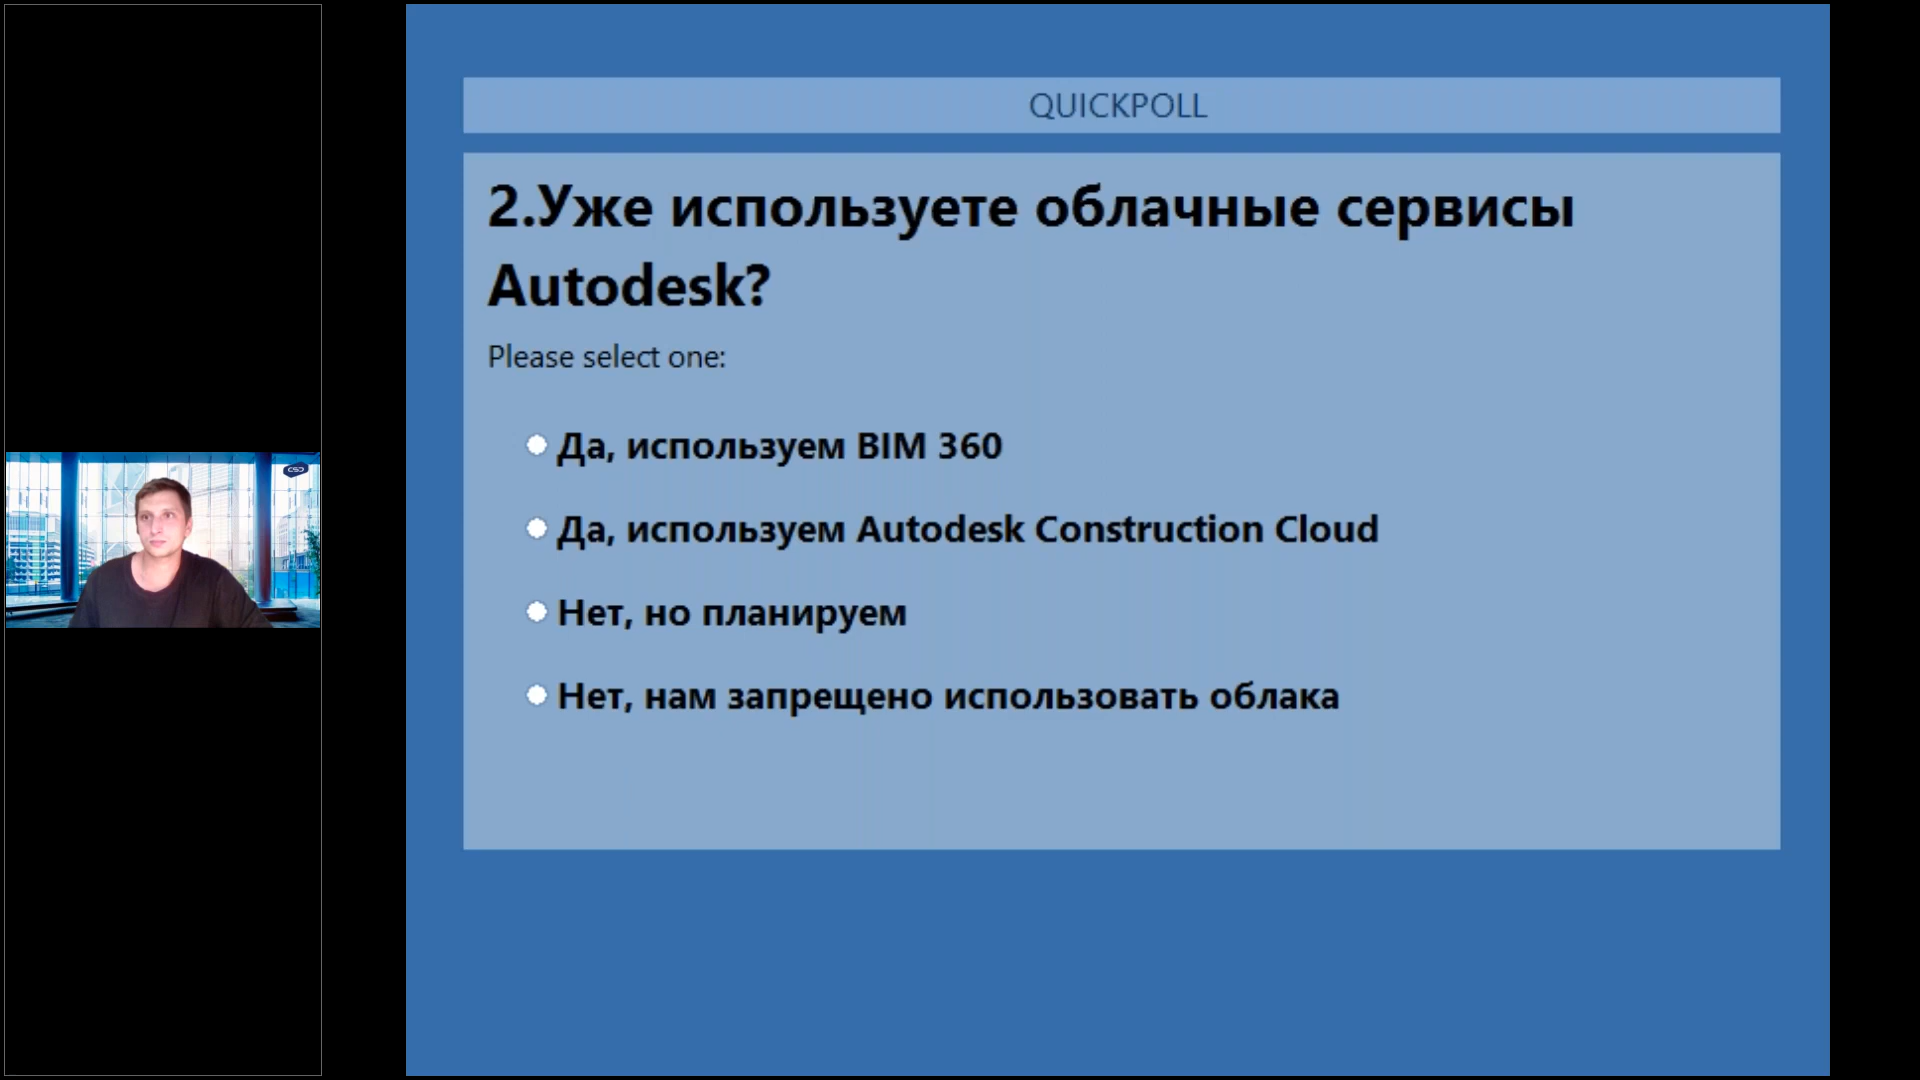 QUICKPOLL
2.Уже используете облачные сервисы
Autodesk?
Please select one:
Да, используем BIM 360
Да, используем Autodesk Construction Cloud
Нет, но планируем
Нет, нам запрещено использовать облака
CSD